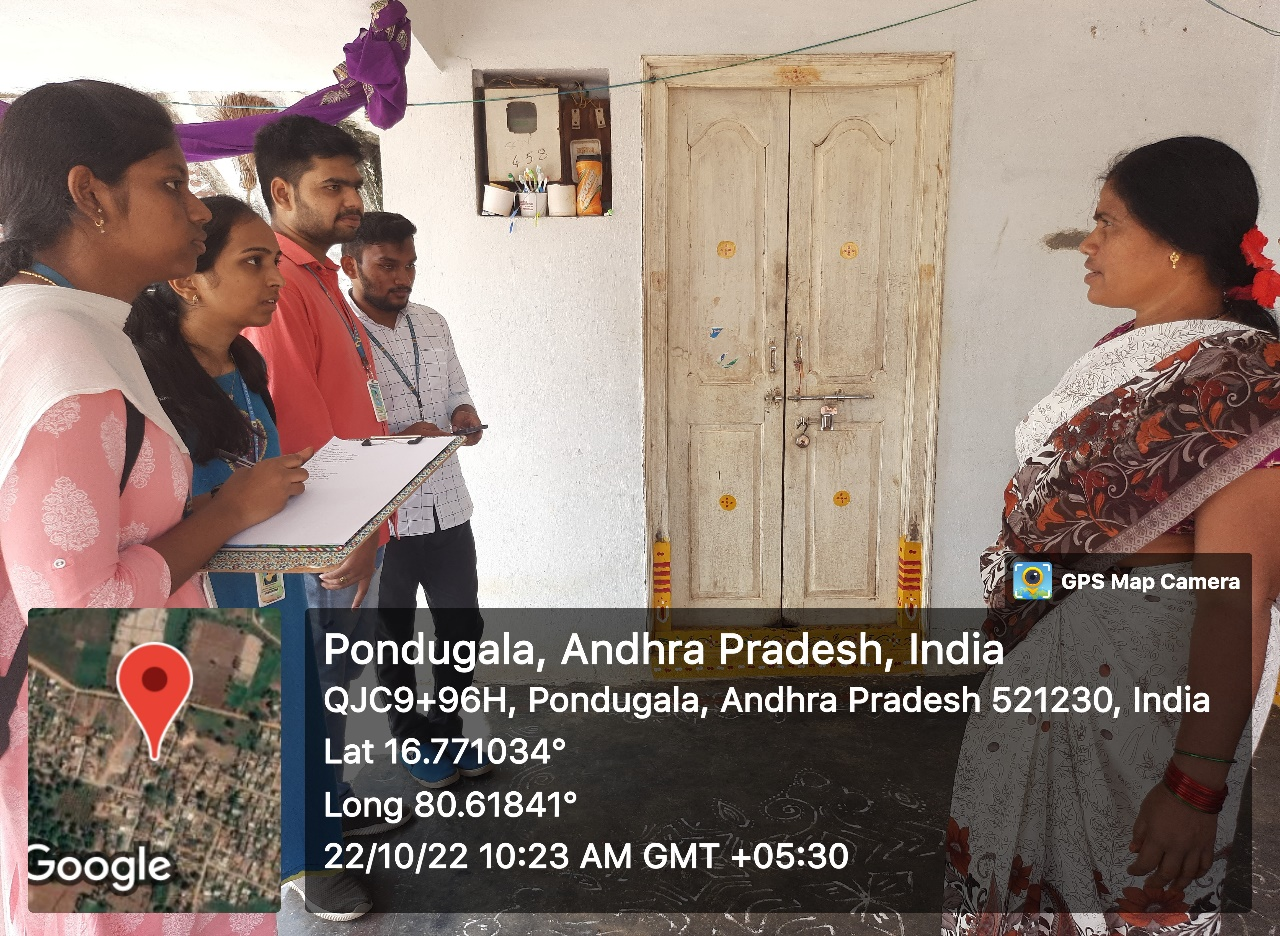 459
GPS Map Camera
Pondugala, Andhra Pradesh, India
QJC9+96H, Pondugala, Andhra Pradesh 521230, India
Lat 16.771034°
Long 80.61841°
22/10/22 10:23 AM GMT +05:30
Google